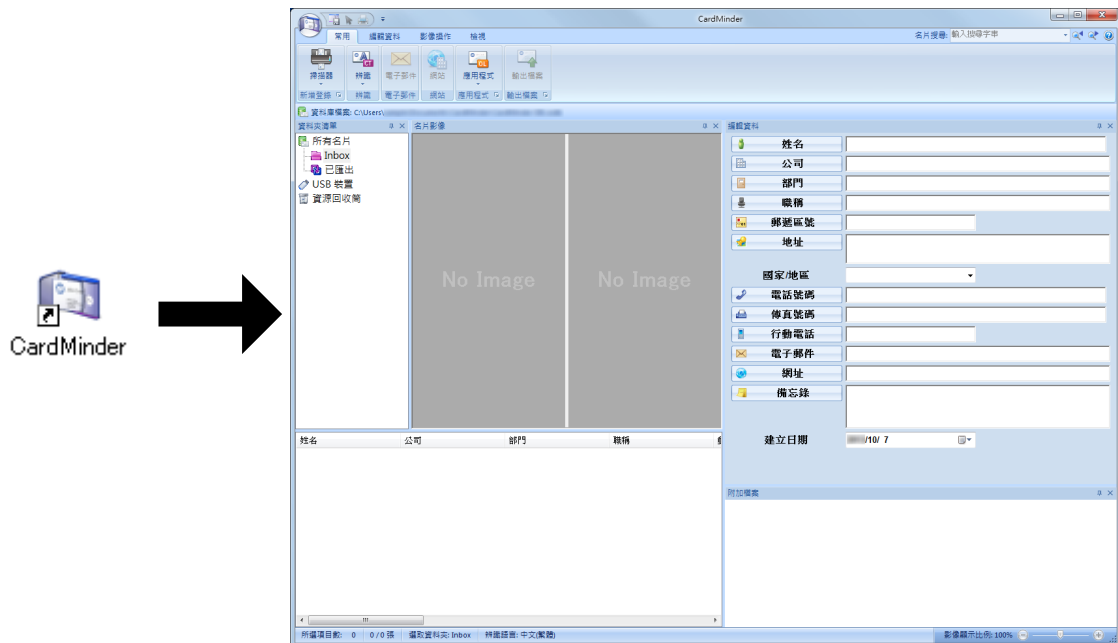 CardMinder
CardMinder
常用 編輯資料 影像操作 檢視
名片搜尋: 輸入搜尋字串
掃描器 辨識 電子郵件 網站 應用程式 輸出檔案
新增登錄 辨識 電子郵件 網站 應用程式 輸出檔案
資料庫檔案: C:\Users\
資料夾清單
名片影像
編輯資料
所有名片
Inbox
已匯出
USB 裝置
資源回收筒
No Image
No Image
姓名
公司
部門
職稱
郵遞區號
地址
國家/地區
電話號碼
傳真號碼
行動電話
電子郵件
網址
備忘錄
建立日期
/10/ 7
姓名 公司 部門 職稱
附加檔案
所選項目數: 0 0 / 0 張 選取資料夾: Inbox 辨識語言: 中文(繁體)
影像顯示比例: 100%